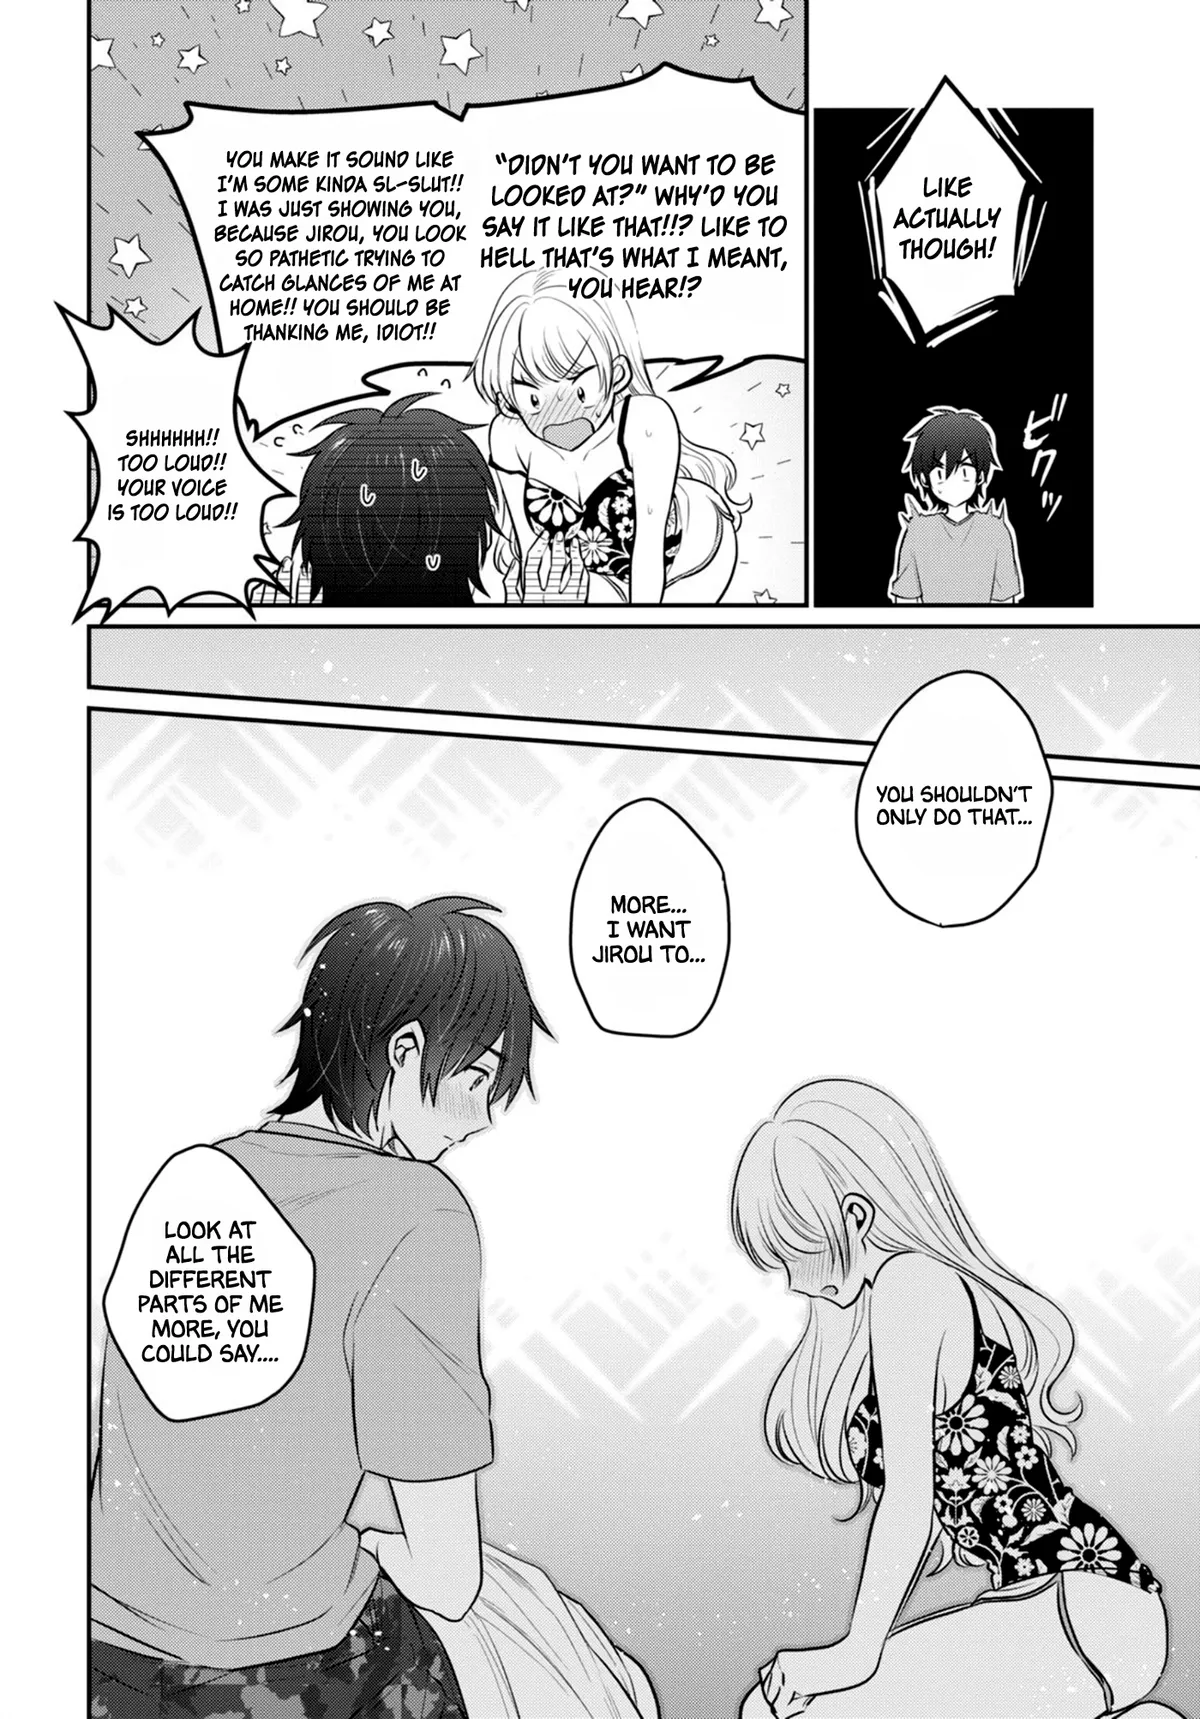 LIKE
ACTUALLY
THOUGH!
ビクッ
"DIDN'T YOU WANT TO BE
LOOKED AT?" WHY'D YOU
SAY IT LIKE THAT!!? LIKE TO
HELL THAT'S WHAT I MEANT,
YOU HEAR!?
YOU MAKE IT SOUND LIKE
I'M SOME KINDA SL-SLUT!!
I WAS JUST SHOWING YOU,
BECAUSE JIROU, YOU LOOK
SO PATHETIC TRYING TO
CATCH GLANCES OF ME AT
HOME!! YOU SHOULD BE
THANKING ME, IDIOT!!
SHHHHHH!!
TOO LOUD!!
YOUR VOICE
IS TOO LOUD!!
YOU SHOULDN'T
ONLY DO THAT...
MORE...
I WANT
JIROU TO...
LOOK AT
ALL THE
DIFFERENT
PARTS OF ME
MORE, YOU
COULD SAY....